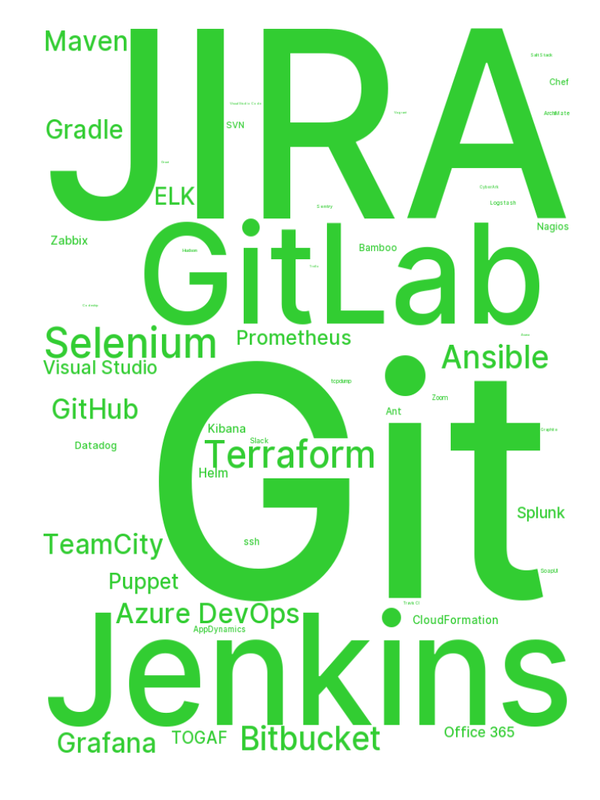 Maven
JIRA
SaltStack
Chef
ArchiMate
Gradle
SVN
ELK
Logstash
Nagios
Zabbix
GitLab
Bamboo
Selenium
Prometheus
Ansible
Visual Studio
tcpdump
Git
Zoom
GitHub
Ant
Kibana
Slack
Datadog
Terraform
Helm
Splunk
ssh
TeamCity
SoapUI
Puppet
Azure DevOps
CloudFormation
AppDynamics
Jenkins
Grafana
TOGAF
Bitbucket
Office 365